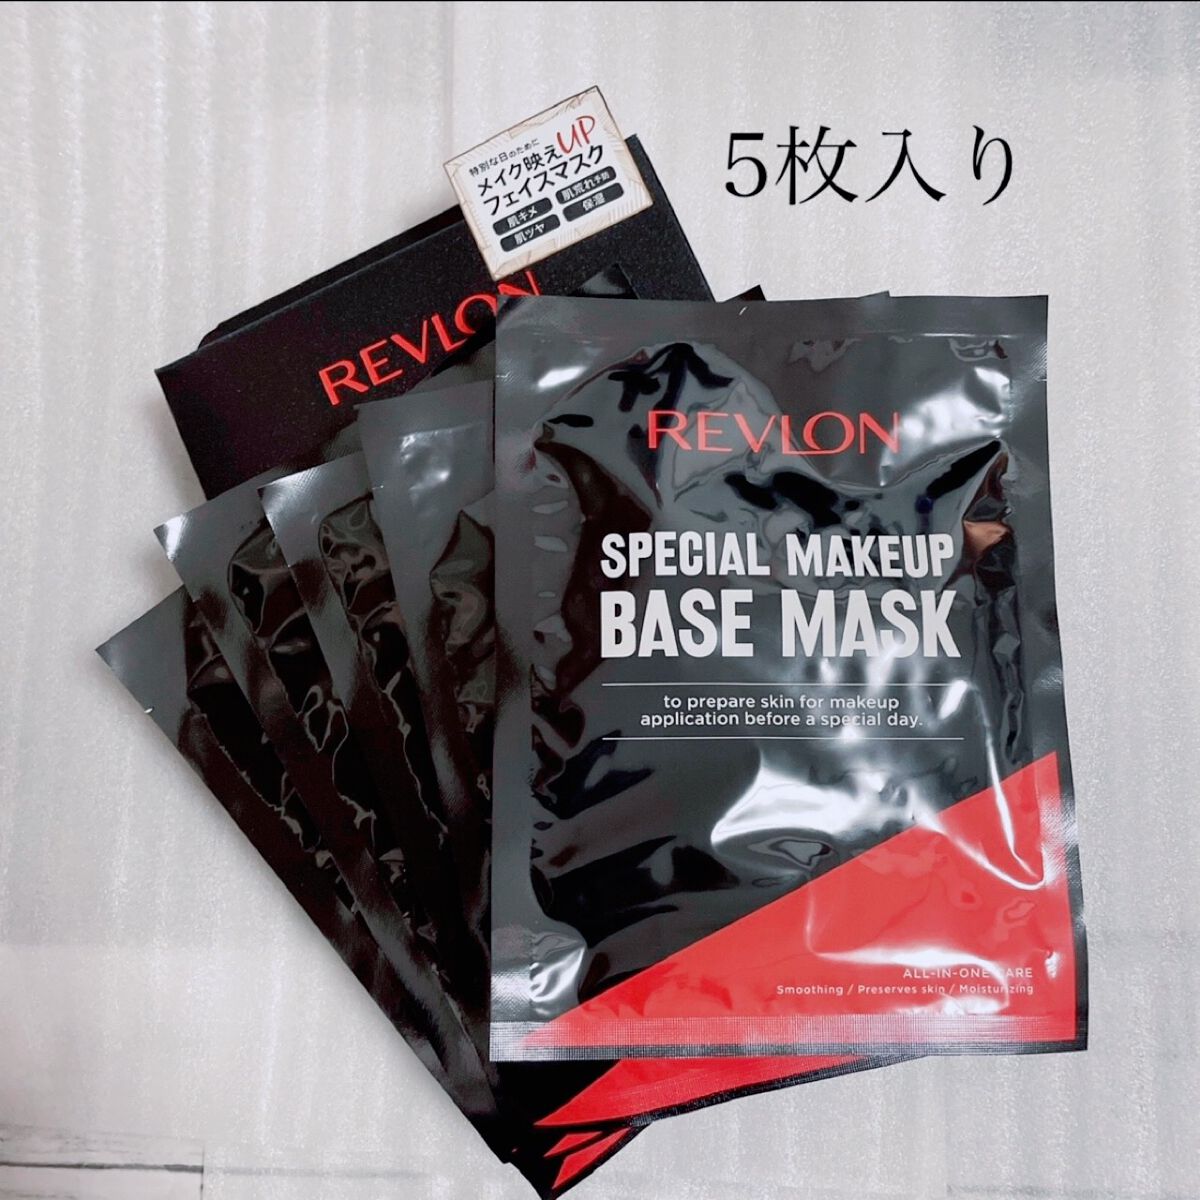 5枚入り
特別な日のために
メイク映えUP
フェイスマスク
肌キメ
肌荒れ予防
肌ツヤ
保湿
REVLON
REVLON
SPECIAL MAKEUP
BASE MASK
to prepare skin for makeup
application before a special day.
ALL-IN-ONE CARE
Smoothing / Preserves skin / Moisturizing